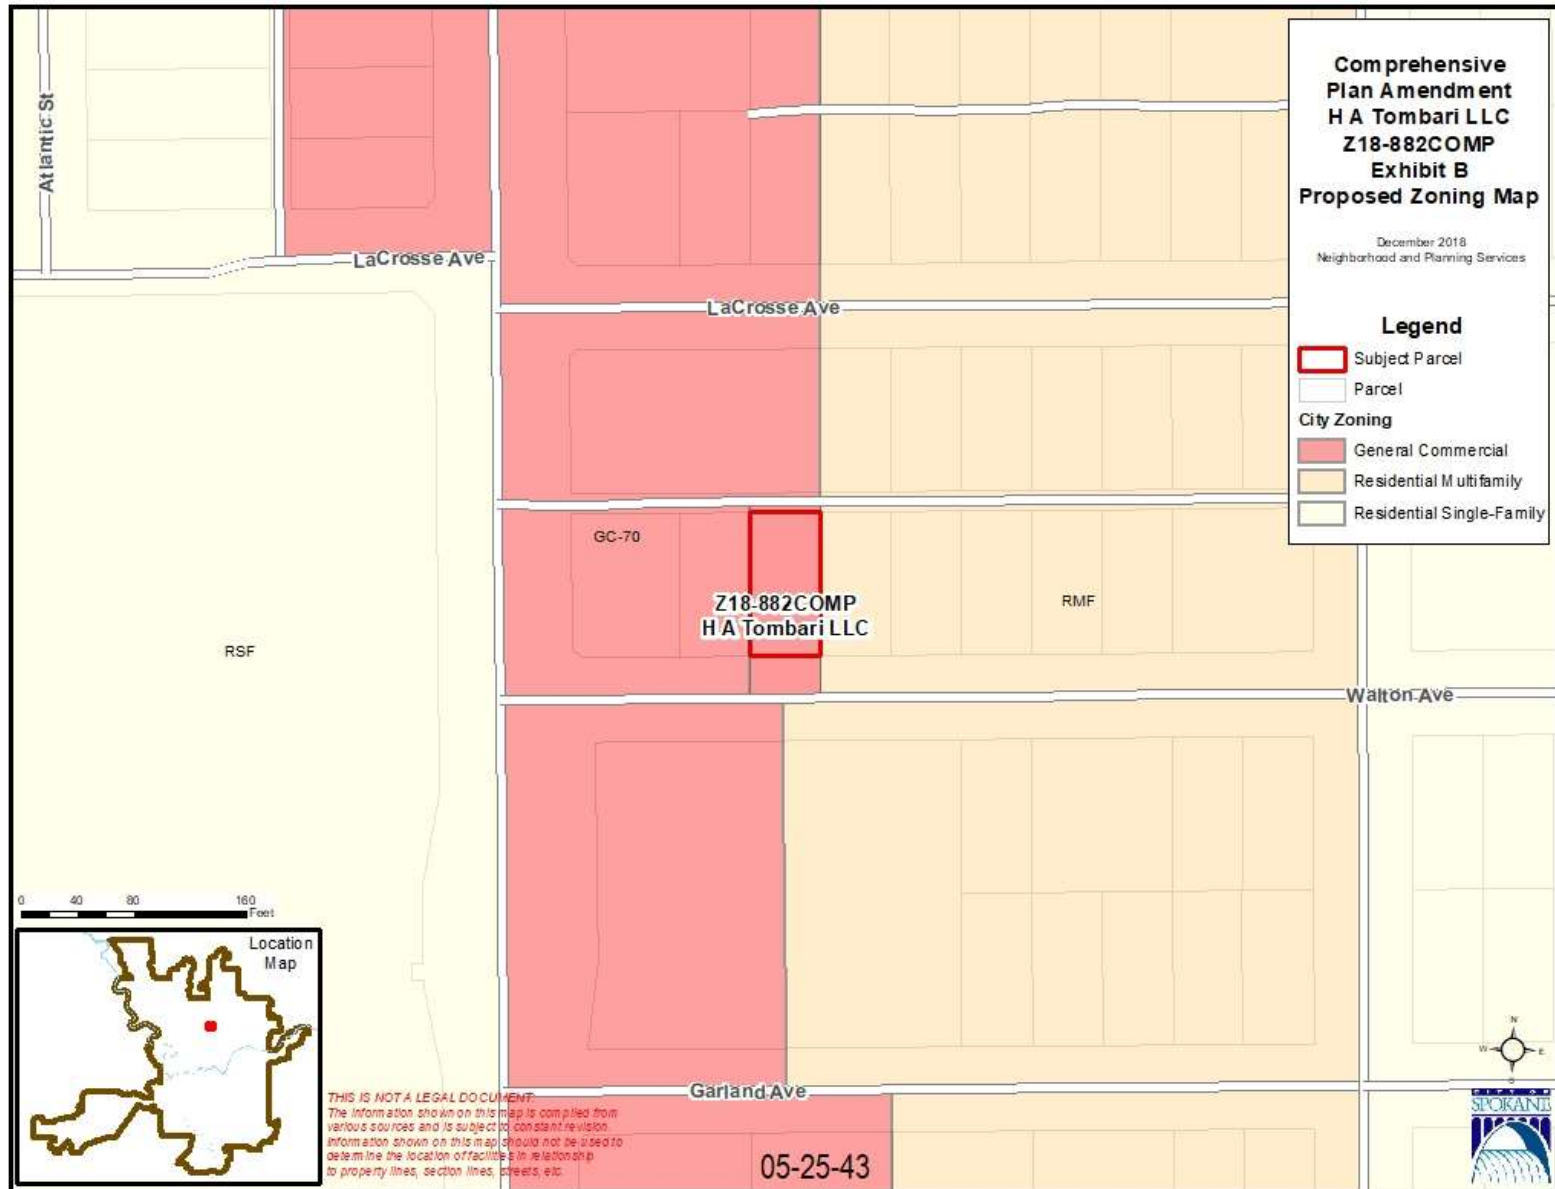 Comprehensive
Plan Amendment
H A Tombari LLC
Z18-882COMP
Exhibit B
Proposed Zoning Map
December 2018
Neighborhood and Planning Services
Legend
Subject Parcel
Parcel
City Zoning
General Commercial
Residential Multifamily
Residential Single-Family
Atlantic St
LaCrosse Ave
LaCrosse Ave
GC-70
Z18-882COMP
H A Tombari LLC
RMF
RSF
Walton Ave
0 40 80 160
Feet
Location
Map
Garland Ave
THIS IS NOT A LEGAL DOCUMENT:
The information shown on this map is compiled from
various sources and is subject to constant revision.
Information shown on this map should not be used to
determine the location of facilities in relationship
to property lines, section lines, streets, etc.
05-25-43
N
W E
S
CITY OF
SPOKANE